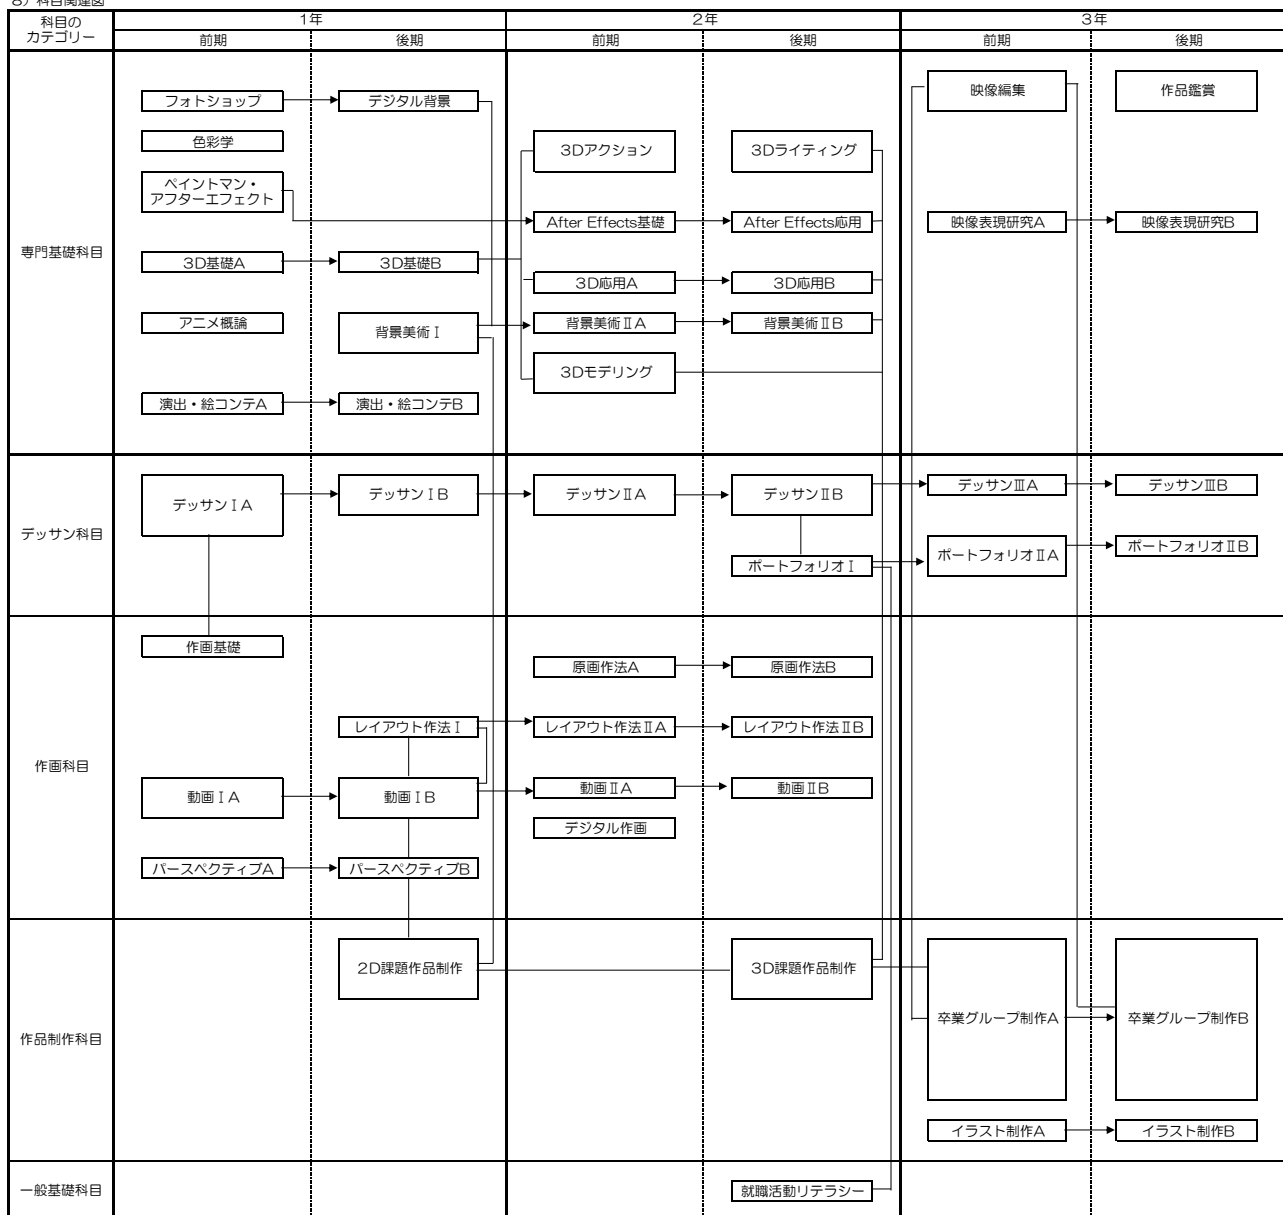 8）科目関連図
科目の
カテゴリー
1年
2年
3年
前期
後期
前期
後期
前期
後期
専門基礎科目
フォトショップ
デジタル背景
映像編集
作品鑑賞
色彩学
3Dアクション
3Dライティング
ペイントマン・
アフターエフェクト
After Effects基礎
After Effects応用
映像表現研究A
映像表現研究B
3D基礎A
3D基礎B
3D応用A
3D応用B
アニメ概論
背景美術Ⅰ
背景美術ⅡA
背景美術ⅡB
3Dモデリング
演出・絵コンテA
演出・絵コンテB
デッサン科目
デッサンⅠA
デッサンⅠB
デッサンⅡA
デッサンⅡB
デッサンⅢA
デッサンⅢB
ポートフォリオⅠ
ポートフォリオⅡA
ポートフォリオⅡB
作画科目
作画基礎
原画作法A
原画作法B
レイアウト作法Ⅰ
レイアウト作法ⅡA
レイアウト作法ⅡB
動画ⅠA
動画ⅠB
動画ⅡA
動画ⅡB
デジタル作画
パースペクティブA
パースペクティブB
作品制作科目
2D課題作品制作
3D課題作品制作
卒業グループ制作A
卒業グループ制作B
イラスト制作A
イラスト制作B
一般基礎科目
就職活動リテラシー